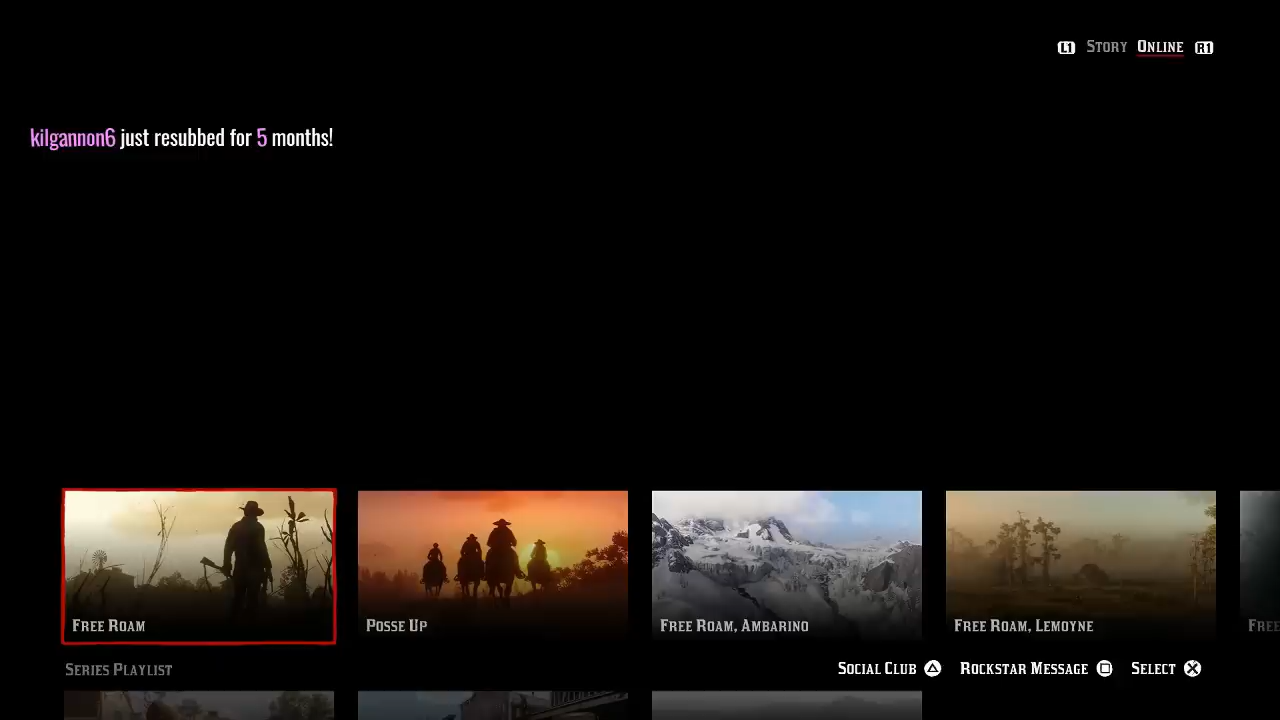 L1 STORY ONLINE R1
kilgannon6 just resubbed for 5 months!
FREE ROAM
POSSE UP
FREE ROAM, AMBARINO
FREE ROAM, LEMOYNE
FREE
SERIES PLAYLIST
SOCIAL CLUB
ROCKSTAR MESSAGE
SELECT